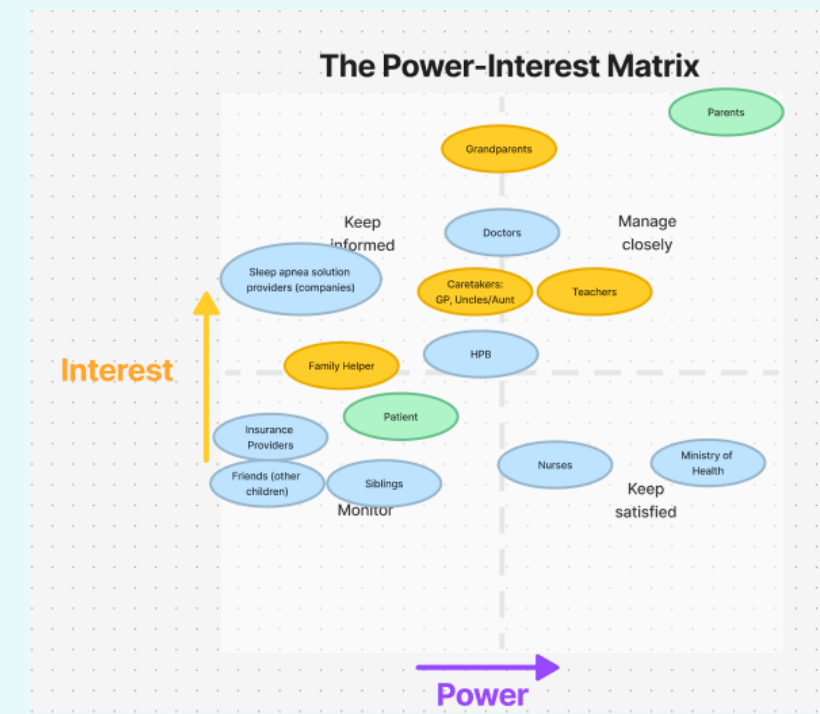 The Power-Interest Matrix
Parents
Grandparents
Keep
informed
Doctors
Manage
closely
Sleep apnea solution
providers (companies)
Caretakers:
GP, Uncles/Aunt
Teachers
Interest
Family Helper
HPB
Patient
Insurance
Providers
Nurses
Ministry of
Health
Friends (other
children)
Siblings
Keep
satisfied
Monitor
Power